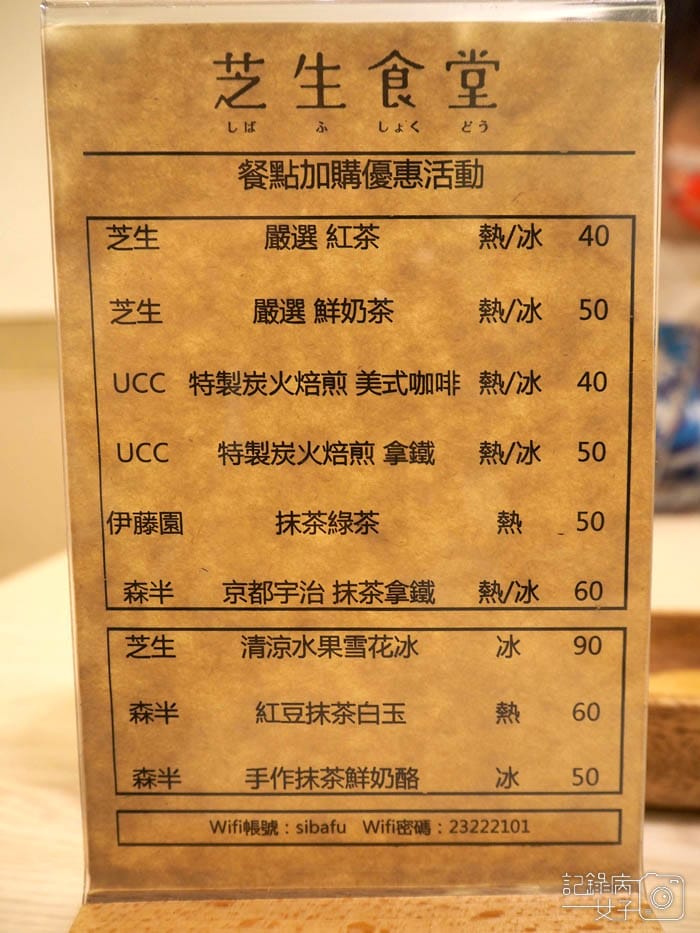 芝生食堂
しば ふ しょく どう
餐點加購優惠活動
芝生 嚴選 紅茶 熱/冰 40
芝生 嚴選 鮮奶茶 熱/冰 50
UCC 特製炭火焙煎 美式咖啡 熱/冰 40
UCC 特製炭火焙煎 拿鐵 熱/冰 50
伊藤園 抹茶綠茶 熱 50
森半 京都宇治 抹茶拿鐵 熱/冰 60
芝生 清涼水果雪花冰 冰 90
森半 紅豆抹茶白玉 熱 60
森半 手作抹茶鮮奶酪 冰 50
Wifi帳號：sibafu Wifi密碼：23222101
記錄內
女子